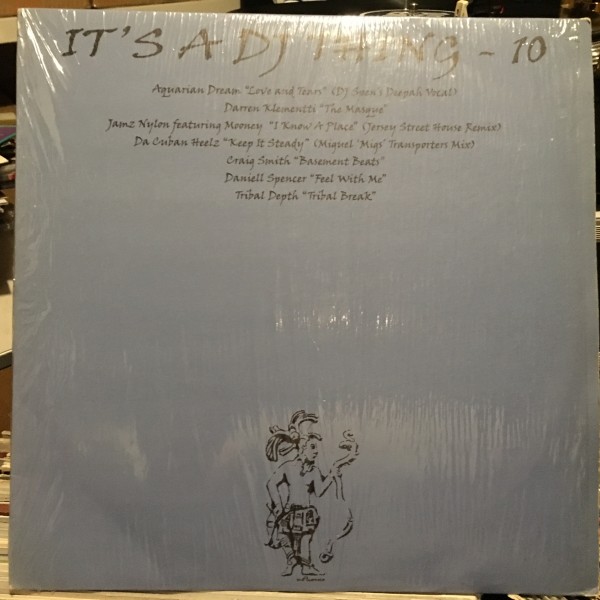 IT'S A DJ THING - 10
Aquarian Dream "Love and Tears" (DJ Spen's Deepah Vocal)
Darren Klementti "The Masque"
Jamz Nylon featuring Mooney "I Know A Place" (Jersey Street House Remix)
Da Cuban Heelz "Keep It Steady" (Miguel 'Migs' Transporters Mix)
Craig Smith "Basement Beats"
Daniell Spencer "Feel With Me"
Tribal Depth "Tribal Break"